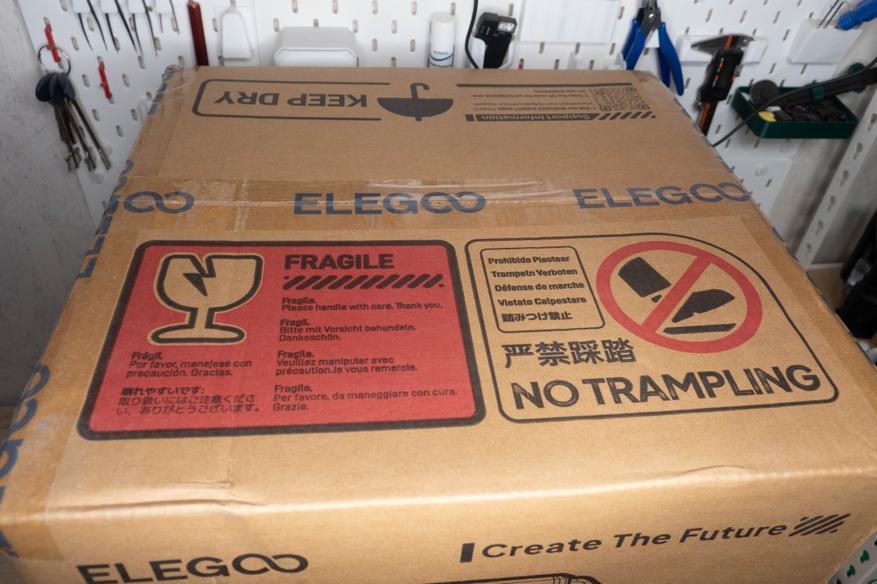 KEEP DRY
Support Information
ELEGOO
ELEGOO
ELEGOO
FRAGILE
Fragile.
Please handle with care. Thank you.
Fragil.
Bitte mit Vorsicht behandeln.
Dankeschön.
Fragile.
Veuillez manipuler avec
précaution.Je vous remercie.
Fragile.
Per favore, da maneggiare con cura.
Grazie.
Frágil.
Por favor, manejese con
precaución. Gracias.
壊れやすいです:
取り扱いにはご注意くださ
い、ありがとうございます。
Prohibido Pisotear
Trampeln Verboten
Défense de marche
Vietato Calpestare
踏みつけ禁止
严禁踩踏
NO TRAMPLING
Create The Future
ELEGOO